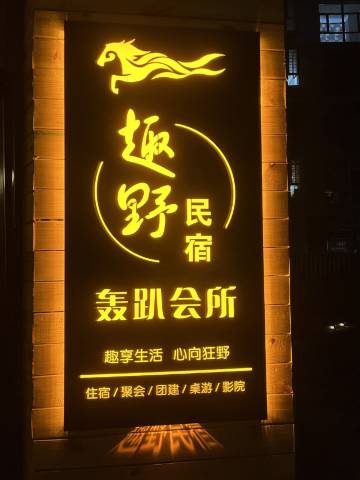 趣野
民宿
轰趴会所
趣享生活 心向狂野
住宿/聚会/团建/桌游/影院